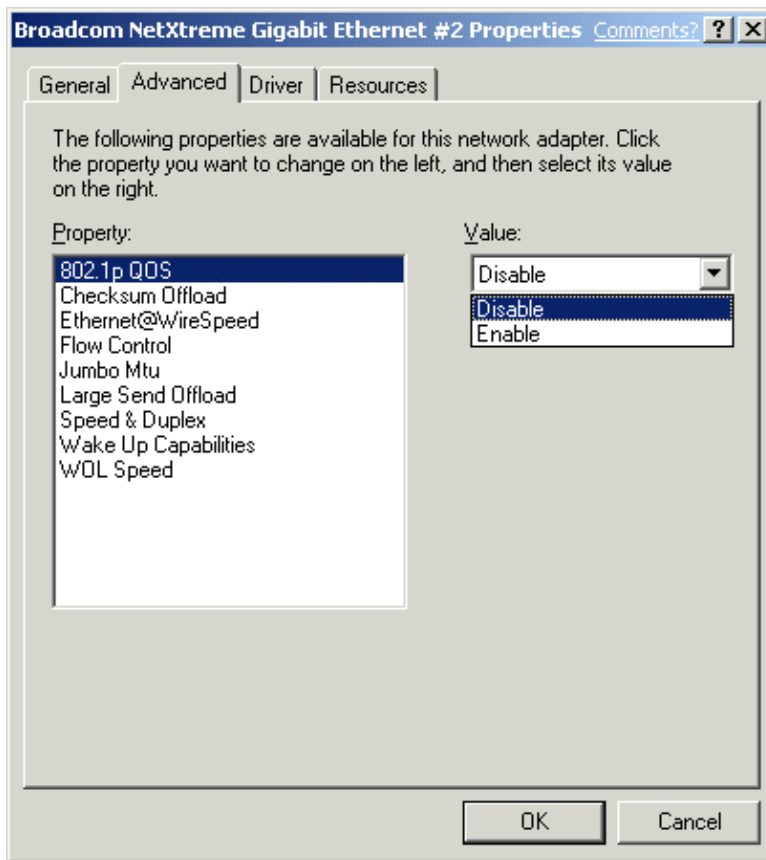 Broadcom NetXtreme Gigabit Ethernet #2 Properties Comments? ? X
General Advanced Driver Resources
The following properties are available for this network adapter. Click
the property you want to change on the left, and then select its value
on the right.
Property:
Value:
802.1p QOS
Checksum Offload
Ethernet@WireSpeed
Flow Control
Jumbo Mtu
Large Send Offload
Speed & Duplex
Wake Up Capabilities
WOL Speed
Disable
Disable
Enable
OK
Cancel